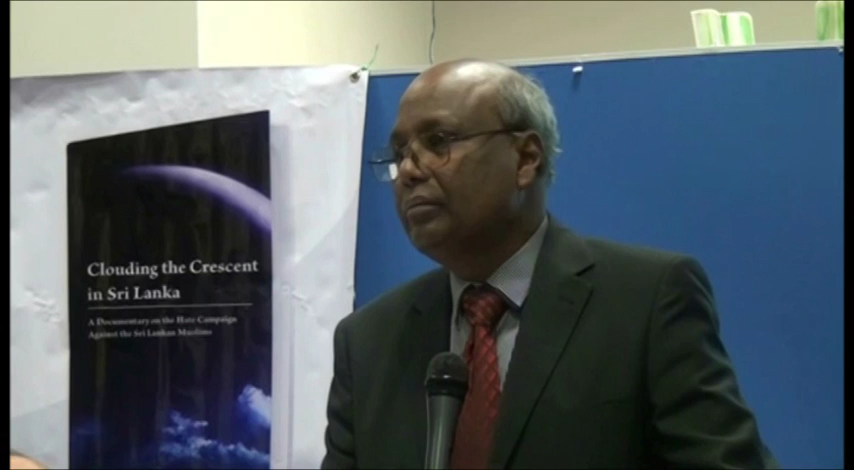 Clouding the Crescent
in Sri Lanka
A Documentary on the Hate Campaign
Against the Sri Lankan Muslims